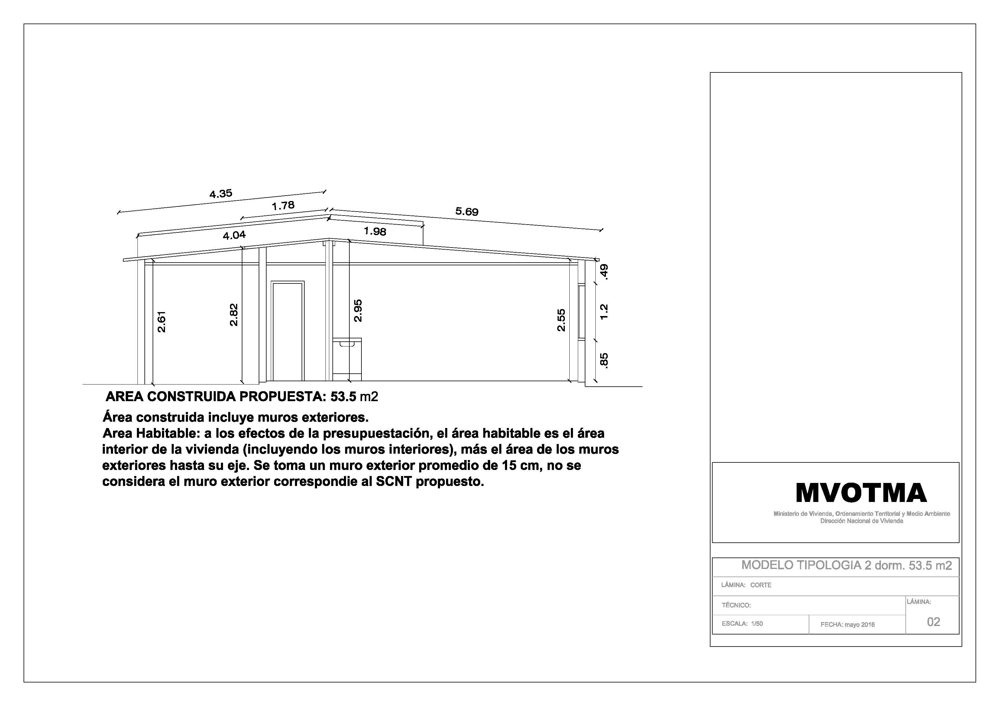 4.35
1.78
5.69
4.04
1.98
.49
2.61
2.82
2.95
2.55
1.2
.85
AREA CONSTRUIDA PROPUESTA: 53.5 m2
Área construida incluye muros exteriores.
Area Habitable: a los efectos de la presupuestación, el área habitable es el área
interior de la vivienda (incluyendo los muros interiores), más el área de los muros
exteriores hasta su eje. Se toma un muro exterior promedio de 15 cm, no se
considera el muro exterior correspondie al SCNT propuesto.
MVOTMA
Ministerio de Vivienda, Ordenamiento Territorial y Medio Ambiente
Dirección Nacional de Vivienda
MODELO TIPOLOGIA 2 dorm. 53.5 m2
LÁMINA: CORTE
TÉCNICO:
LÁMINA:
02
ESCALA: 1/50
FECHA: mayo 2016